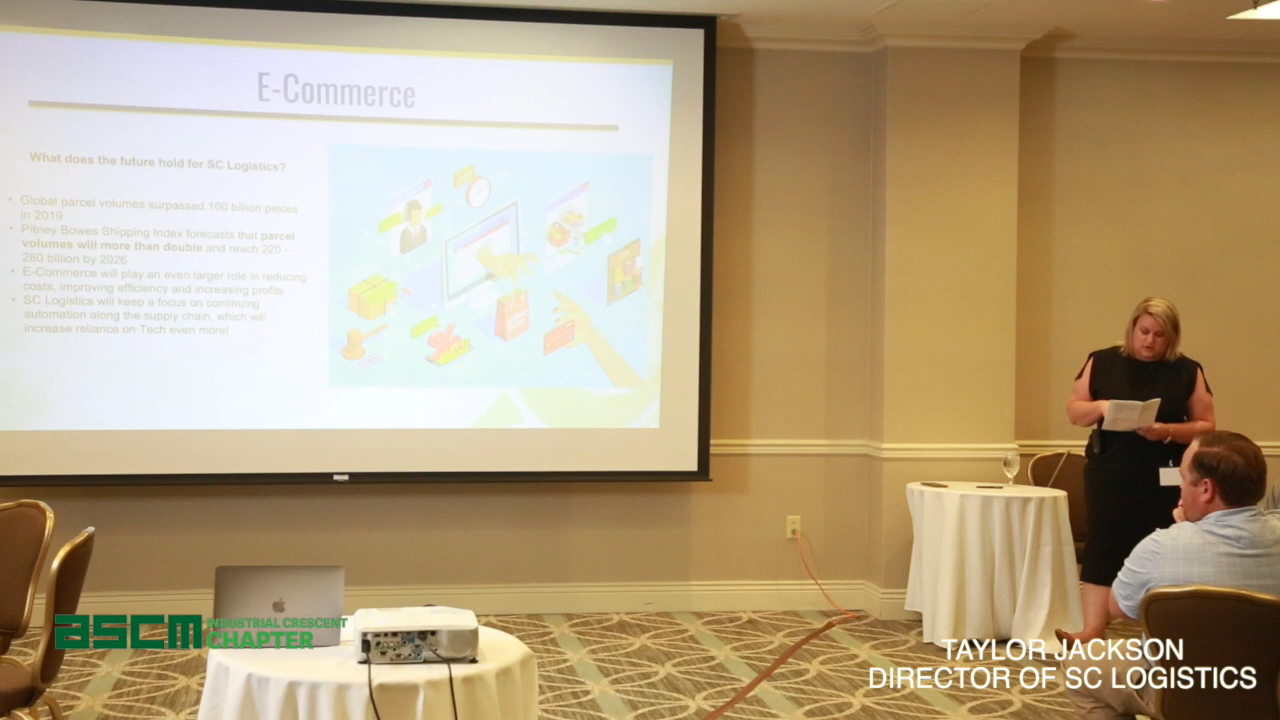 E-Commerce
What does the future hold for SC Logistics?
• Global parcel volumes surpassed 100 billion pieces
in 2019
• Pitney Bowes Shipping Index forecasts that parcel
volumes will more than double and reach 220 –
260 billion by 2026
• E-Commerce will play an even larger role in reducing
costs, improving efficiency and increasing profits
• SC Logistics will keep a focus on continuing
automation along the supply chain, which will
increase reliance on Tech even more!
ascm INDUSTRIAL CRESCENT
CHAPTER
TAYLOR JACKSON
DIRECTOR OF SC LOGISTICS